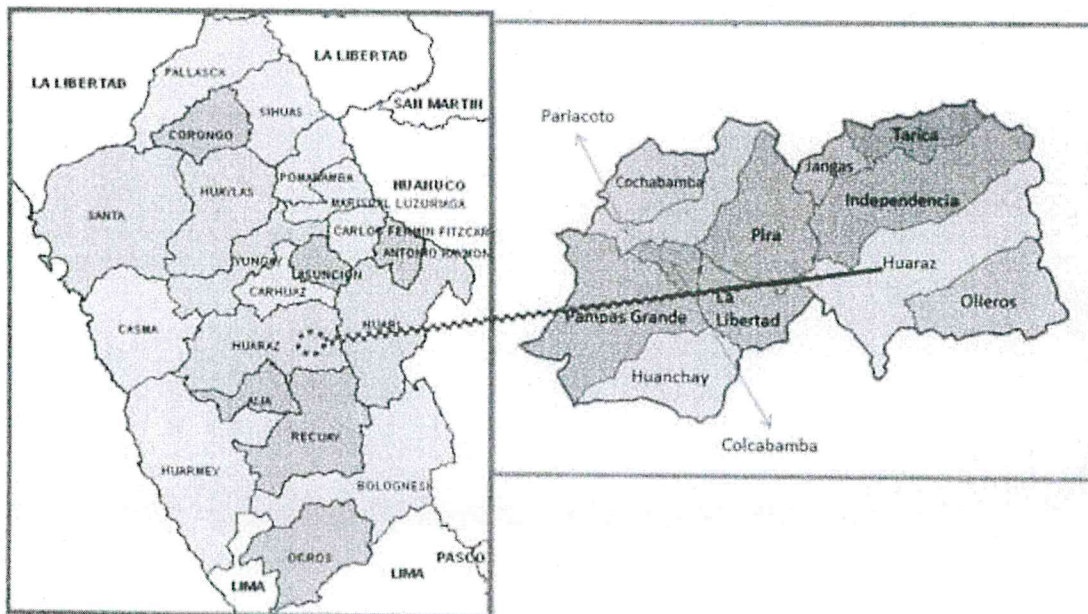 LA LIBERTAD
LA LIBERTAD
PALLASCA
SAN MARTIN
SIHUAS
CORONGO
POMABAMBA
HUAYLAS
HUANUCO
MARISCAL LUZURIAGA
SANTA
CARLOS FERMIN FITZCAR
YUNGAY
ANTONIO RAIMON
ASUNCION
CARHUAZ
CASMA
HUARI
HUARAZ
AIJA
RECUAY
HUARMEY
BOLOGNESI
OCROS
PASCO
LIMA
LIMA
Pariacoto
Cochabamba
Tarica
Jangas
Independencia
Pira
Huaraz
Olleros
La
Libertad
Pampas Grande
Huanchay
Colcabamba